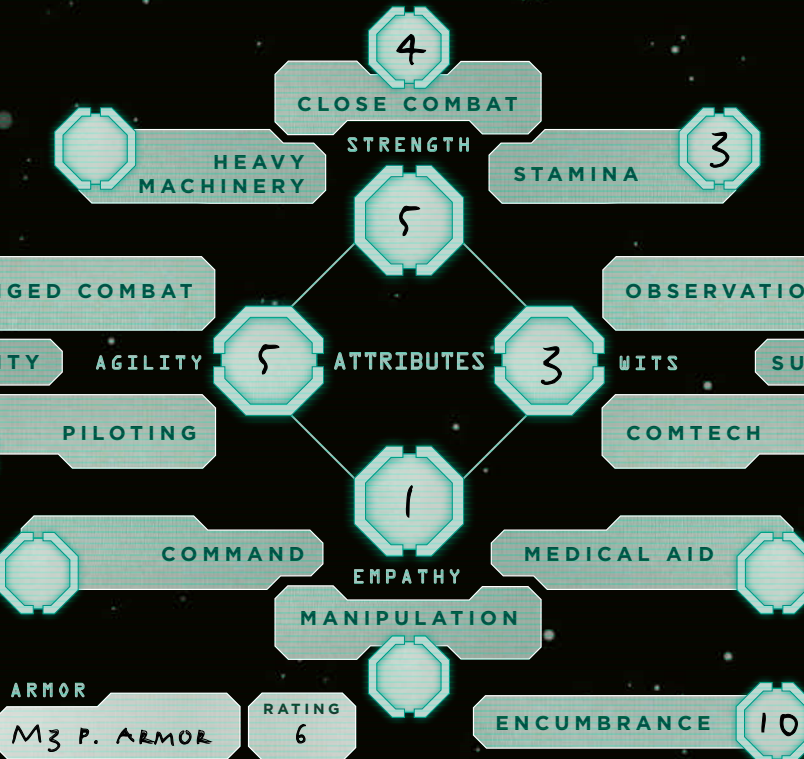 4
CLOSE COMBAT
STRENGTH
HEAVY
MACHINERY
STAMINA
3
5
GED COMBAT
OBSERVATIO
ITY
AGILITY
5
ATTRIBUTES
3
WITS
SU
PILOTING
COMTECH
1
COMMAND
MEDICAL AID
EMPATHY
MANIPULATION
ARMOR
M3 P. ARMOR
RATING
6
ENCUMBRANCE
10